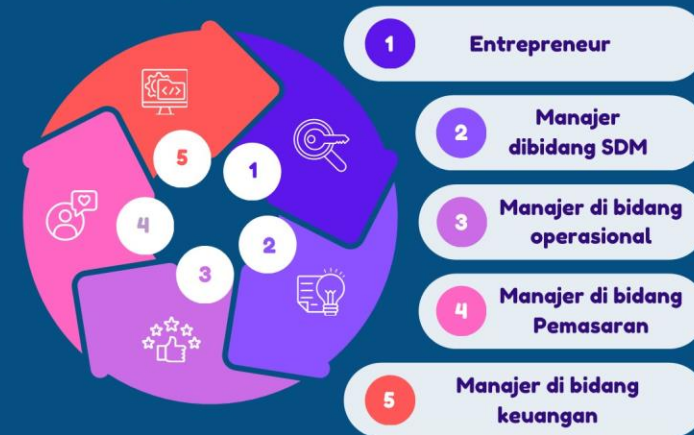 1
Entrepreneur
2
Manajer
dibidang SDM
3
Manajer di bidang
operasional
4
Manajer di bidang
Pemasaran
5
Manajer di bidang
keuangan
5
1
4
2
3